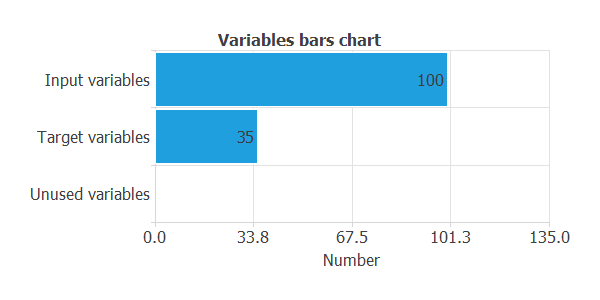 Variables bars chart
Input variables 100
Target variables 35
Unused variables
0.0 33.8 67.5 101.3 135.0
Number